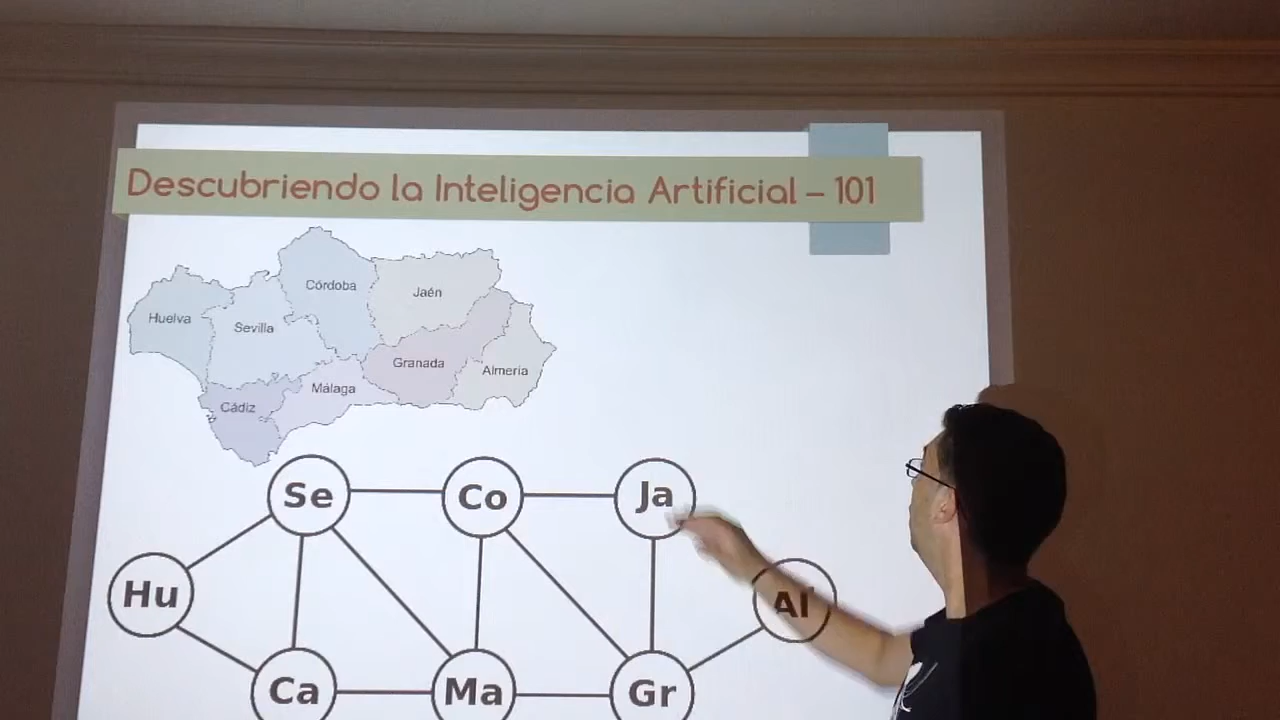 Descubriendo la Inteligencia Artificial – 101
Córdoba
Jaén
Huelva
Sevilla
Granada
Almería
Málaga
Cádiz
Se
Co
Ja
Hu
Al
Ca
Ma
Gr